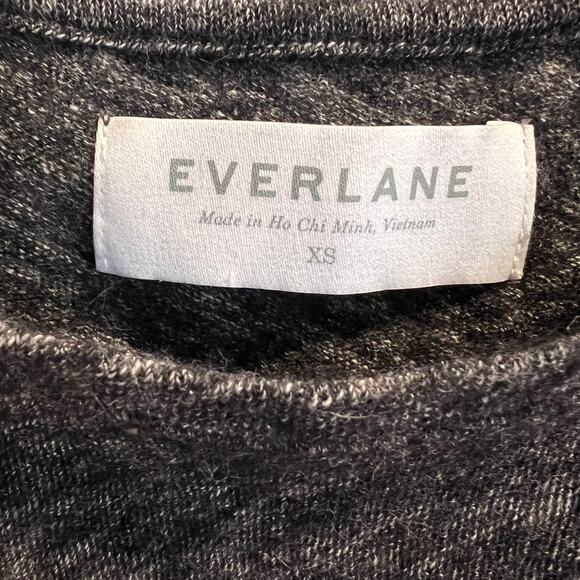 EVERLANE
Made in Ho Chi Minh, Vietnam
XS